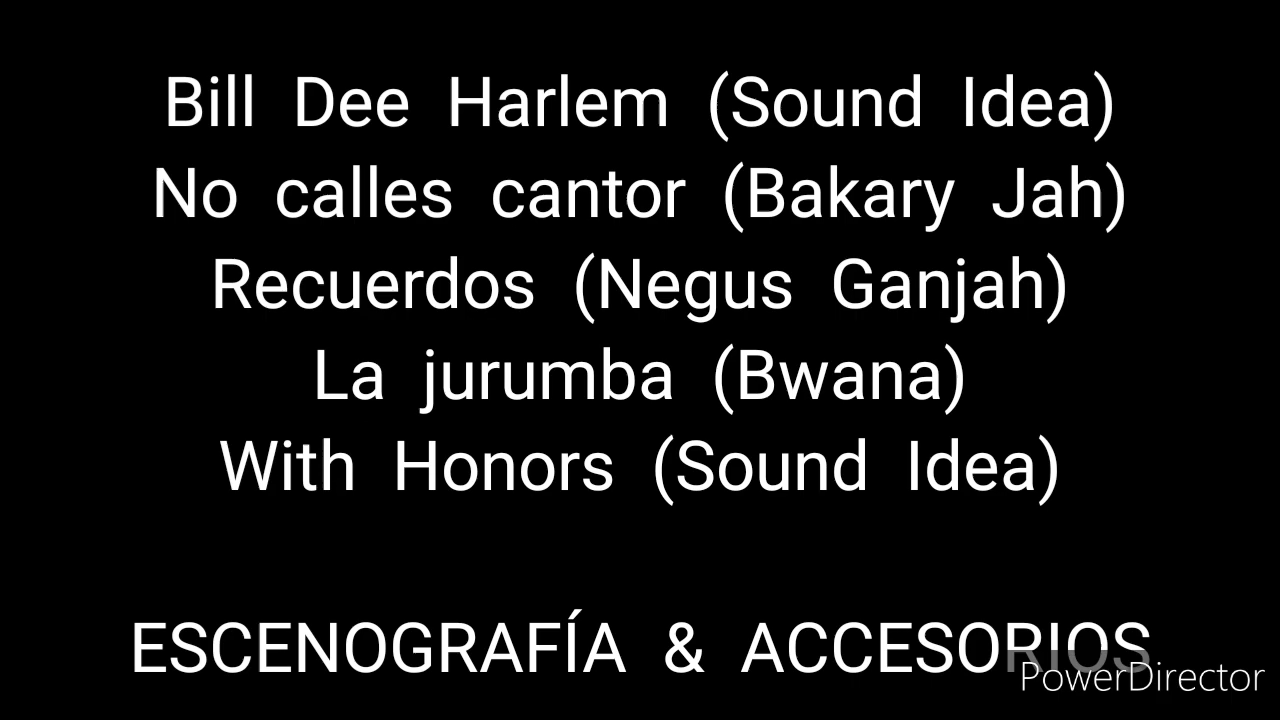 Bill Dee Harlem (Sound Idea)
No calles cantor (Bakary Jah)
Recuerdos (Negus Ganjah)
La jurumba (Bwana)
With Honors (Sound Idea)
ESCENOGRAFÍA & ACCESORIOS
PowerDirector